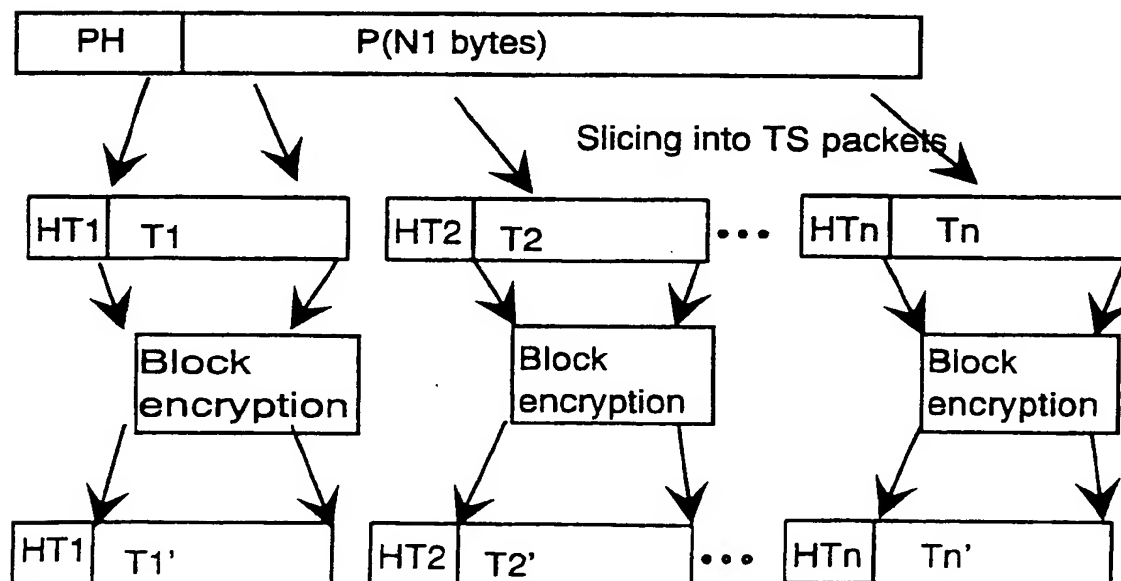 PH P(N1 bytes)
Slicing into TS packets
HT1 T1 HT2 T2 ••• HTn Tn
Block encryption
Block encryption
Block encryption
HT1 T1' HT2 T2' ••• HTn Tn'